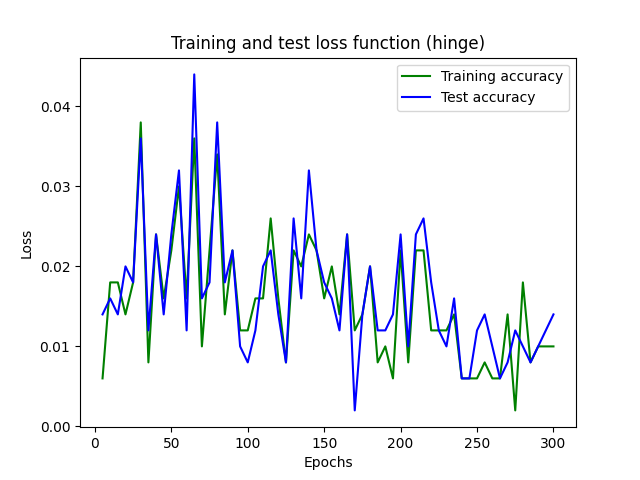 Training and test loss function (hinge)
Training accuracy
Test accuracy
0.04
0.03
0.02
0.01
0.00
Loss
0
50
100
150
200
250
300
Epochs